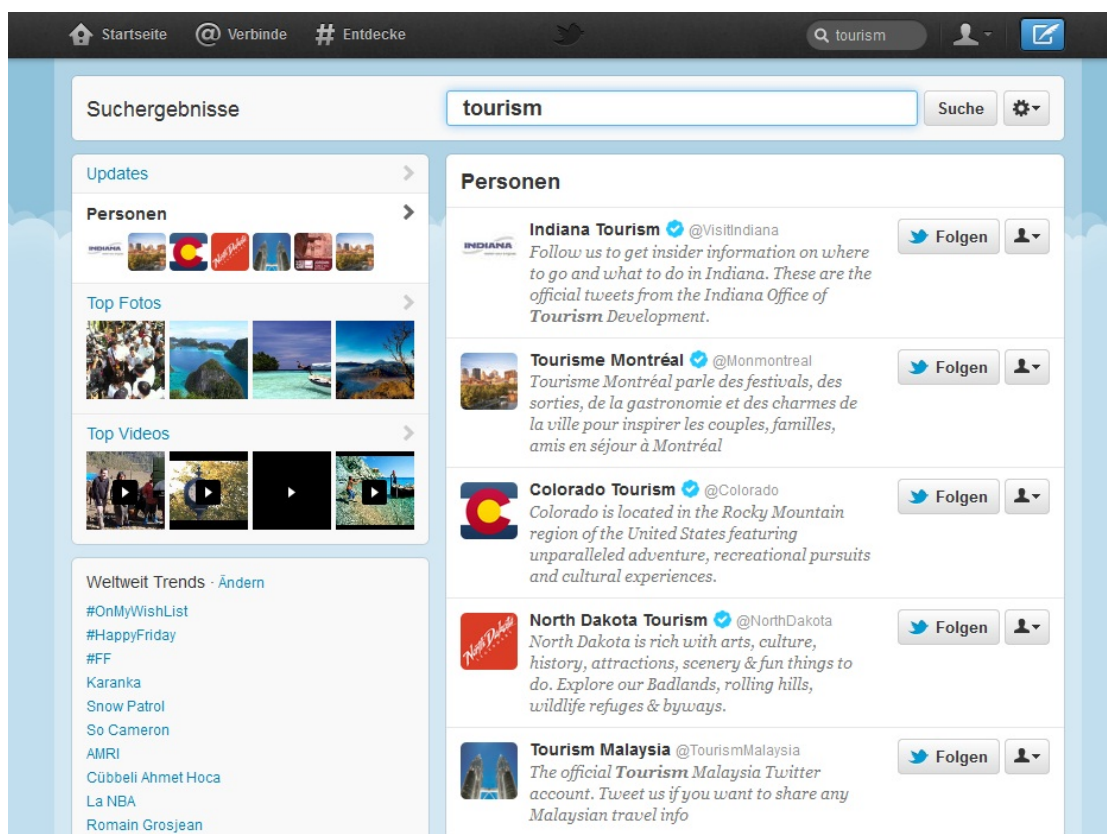 Startseite
Verbinde
Entdecke
tourism
Suchergebnisse
tourism
Suche
Updates
Personen
INDIANA
Top Fotos
Top Videos
Weltweit Trends · Ändern
#OnMyWishList
#HappyFriday
#FF
Karanka
Snow Patrol
So Cameron
AMRI
Cübbeli Ahmet Hoca
La NBA
Romain Grosjean
Personen
INDIANA
Indiana Tourism @VisitIndiana
Folgen
Follow us to get insider information on where
to go and what to do in Indiana. These are the
official tweets from the Indiana Office of
Tourism Development.
Tourisme Montréal @Monmontreal
Folgen
Tourisme Montréal parle des festivals, des
sorties, de la gastronomie et des charmes de
la ville pour inspirer les couples, familles,
amis en séjour à Montréal
Colorado Tourism @Colorado
Folgen
Colorado is located in the Rocky Mountain
region of the United States featuring
unparalleled adventure, recreational pursuits
and cultural experiences.
North Dakota
North Dakota Tourism @NorthDakota
Folgen
North Dakota is rich with arts, culture,
history, attractions, scenery & fun things to
do. Explore our Badlands, rolling hills,
wildlife refuges & byways.
Tourism Malaysia @TourismMalaysia
Folgen
The official Tourism Malaysia Twitter
account. Tweet us if you want to share any
Malaysian travel info